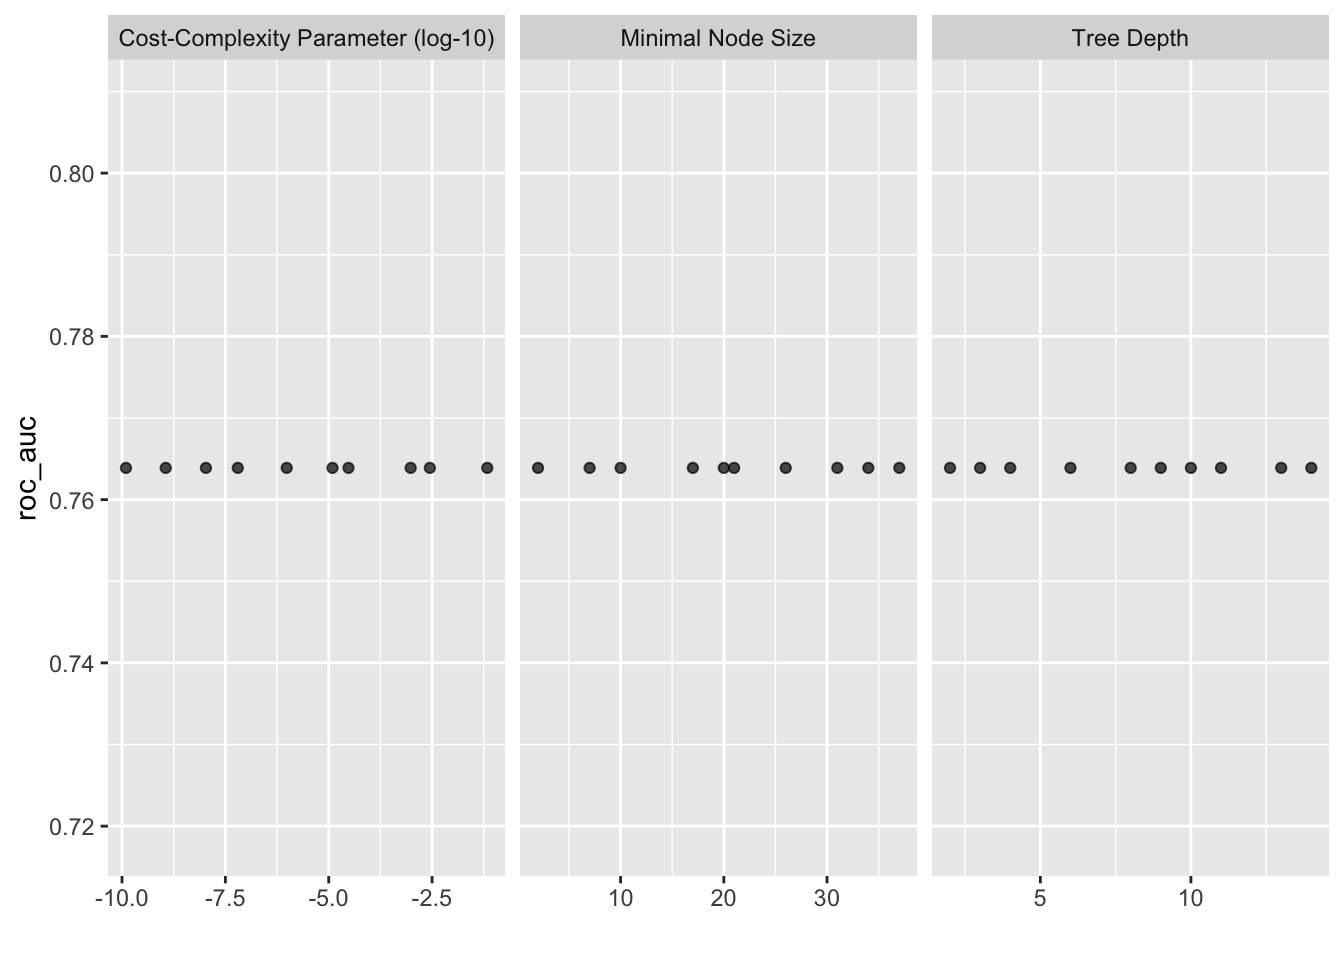 Cost-Complexity Parameter (log-10)
Minimal Node Size
Tree Depth
roc_auc
0.80
0.78
0.76
0.74
0.72
-10.0 -7.5 -5.0 -2.5
10 20 30
5 10